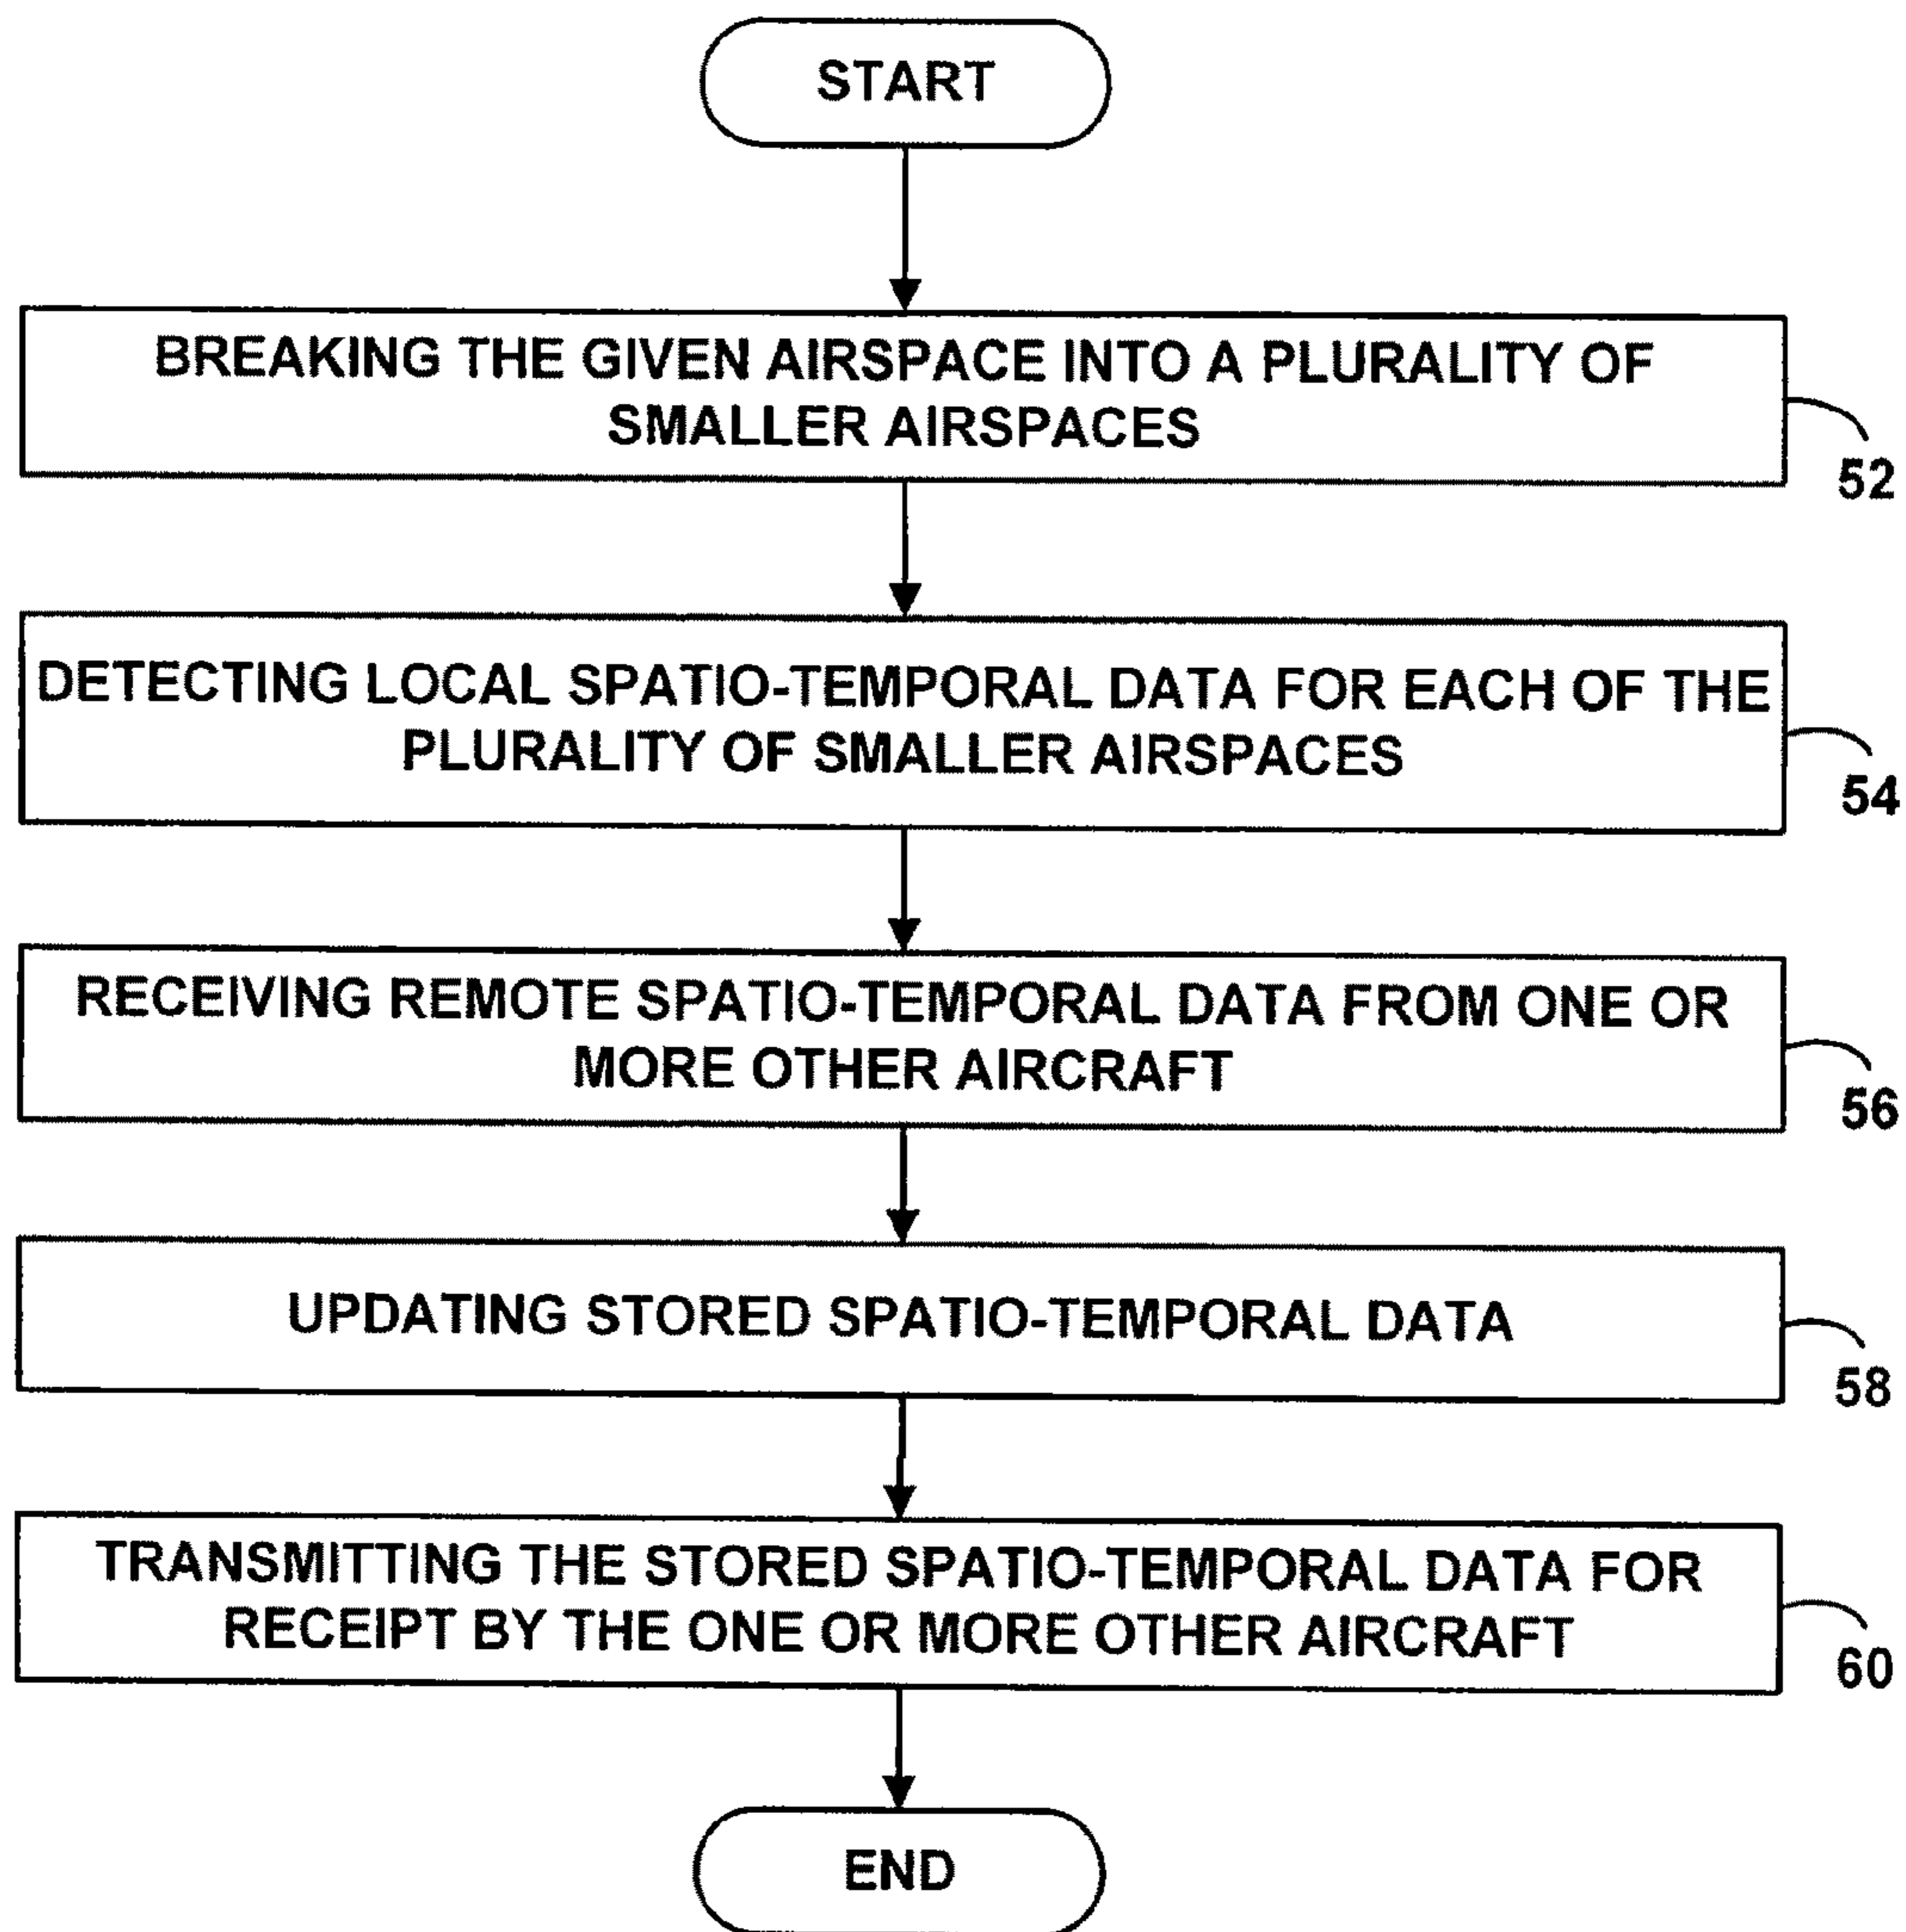 START
BREAKING THE GIVEN AIRSPACE INTO A PLURALITY OF
SMALLER AIRSPACES
52
DETECTING LOCAL SPATIO-TEMPORAL DATA FOR EACH OF THE
PLURALITY OF SMALLER AIRSPACES
54
RECEIVING REMOTE SPATIO-TEMPORAL DATA FROM ONE OR
MORE OTHER AIRCRAFT
56
UPDATING STORED SPATIO-TEMPORAL DATA
58
TRANSMITTING THE STORED SPATIO-TEMPORAL DATA FOR
RECEIPT BY THE ONE OR MORE OTHER AIRCRAFT
60
END